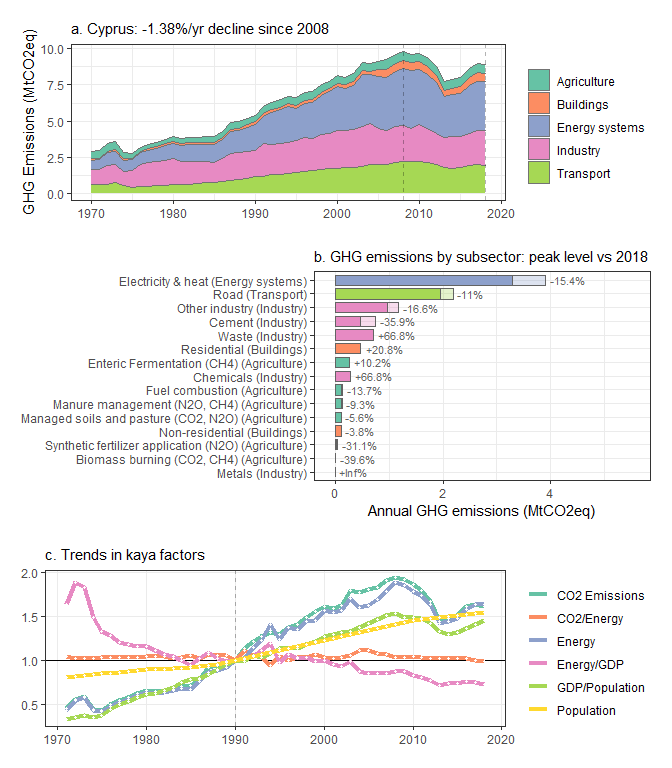 a. Cyprus: -1.38%/yr decline since 2008
GHG Emissions (MtCO2eq)
10.0
7.5
5.0
2.5
0.0
1970 1980 1990 2000 2010 2020
Agriculture
Buildings
Energy systems
Industry
Transport
b. GHG emissions by subsector: peak level vs 2018
Electricity & heat (Energy systems) -15.4%
Road (Transport) -11%
Other industry (Industry) -16.6%
Cement (Industry) -35.9%
Waste (Industry) +66.8%
Residential (Buildings) +20.8%
Enteric Fermentation (CH4) (Agriculture) +10.2%
Chemicals (Industry) +66.8%
Fuel combustion (Agriculture) -13.7%
Manure management (N2O, CH4) (Agriculture) -9.3%
Managed soils and pasture (CO2, N2O) (Agriculture) -5.6%
Non-residential (Buildings) -3.8%
Synthetic fertilizer application (N2O) (Agriculture) -31.1%
Biomass burning (CO2, CH4) (Agriculture) -39.6%
Metals (Industry) +Inf%
0 2 4
Annual GHG emissions (MtCO2eq)
c. Trends in kaya factors
2.0
1.5
1.0
0.5
1970 1980 1990 2000 2010 2020
CO2 Emissions
CO2/Energy
Energy
Energy/GDP
GDP/Population
Population